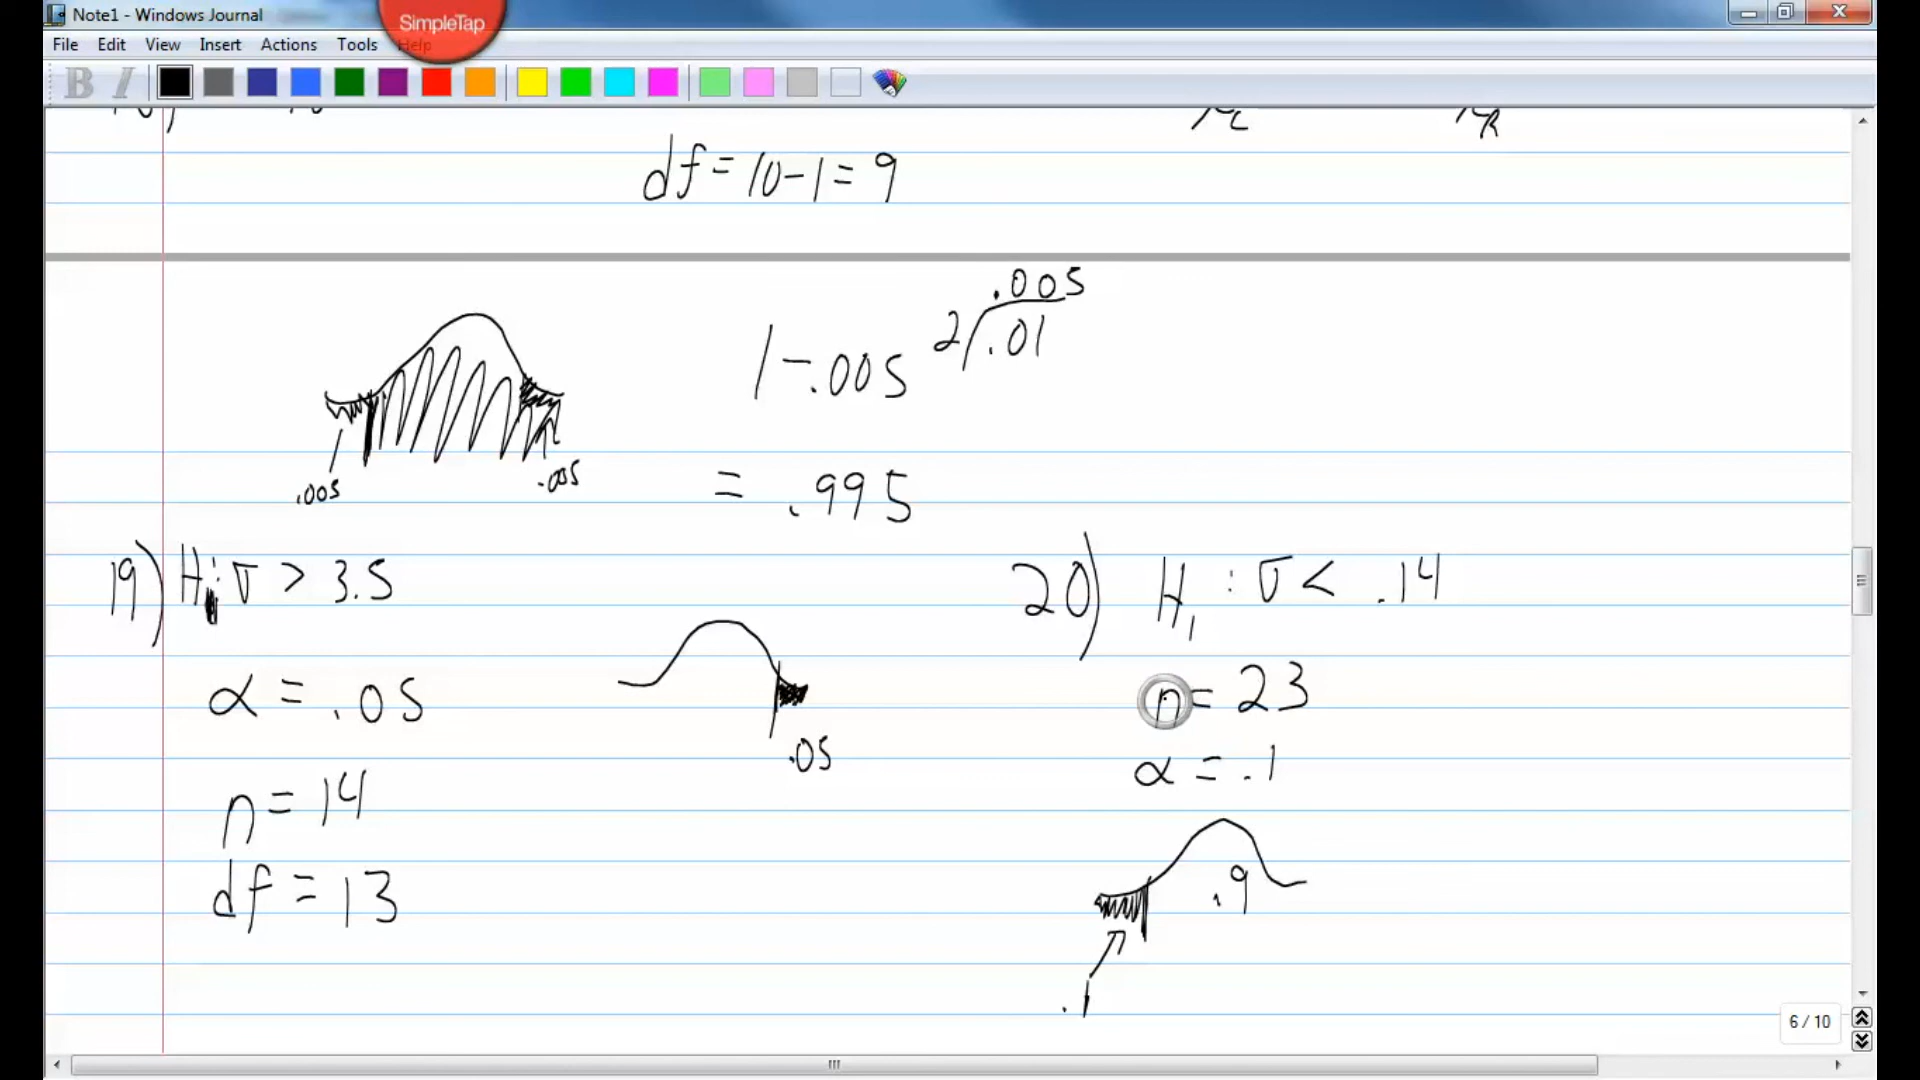 Note1 - Windows Journal
SimpleTap
File Edit View Insert Actions Tools Help
B I
df = 10 - 1 = 9
.005
2 .01
1 - .005
.005
.005
= .995
19) H1: σ > 3.5
α = .05
.05
n = 14
df = 13
20) H1 : σ < .14
n = 23
α = .1
.9
.1
6 / 10